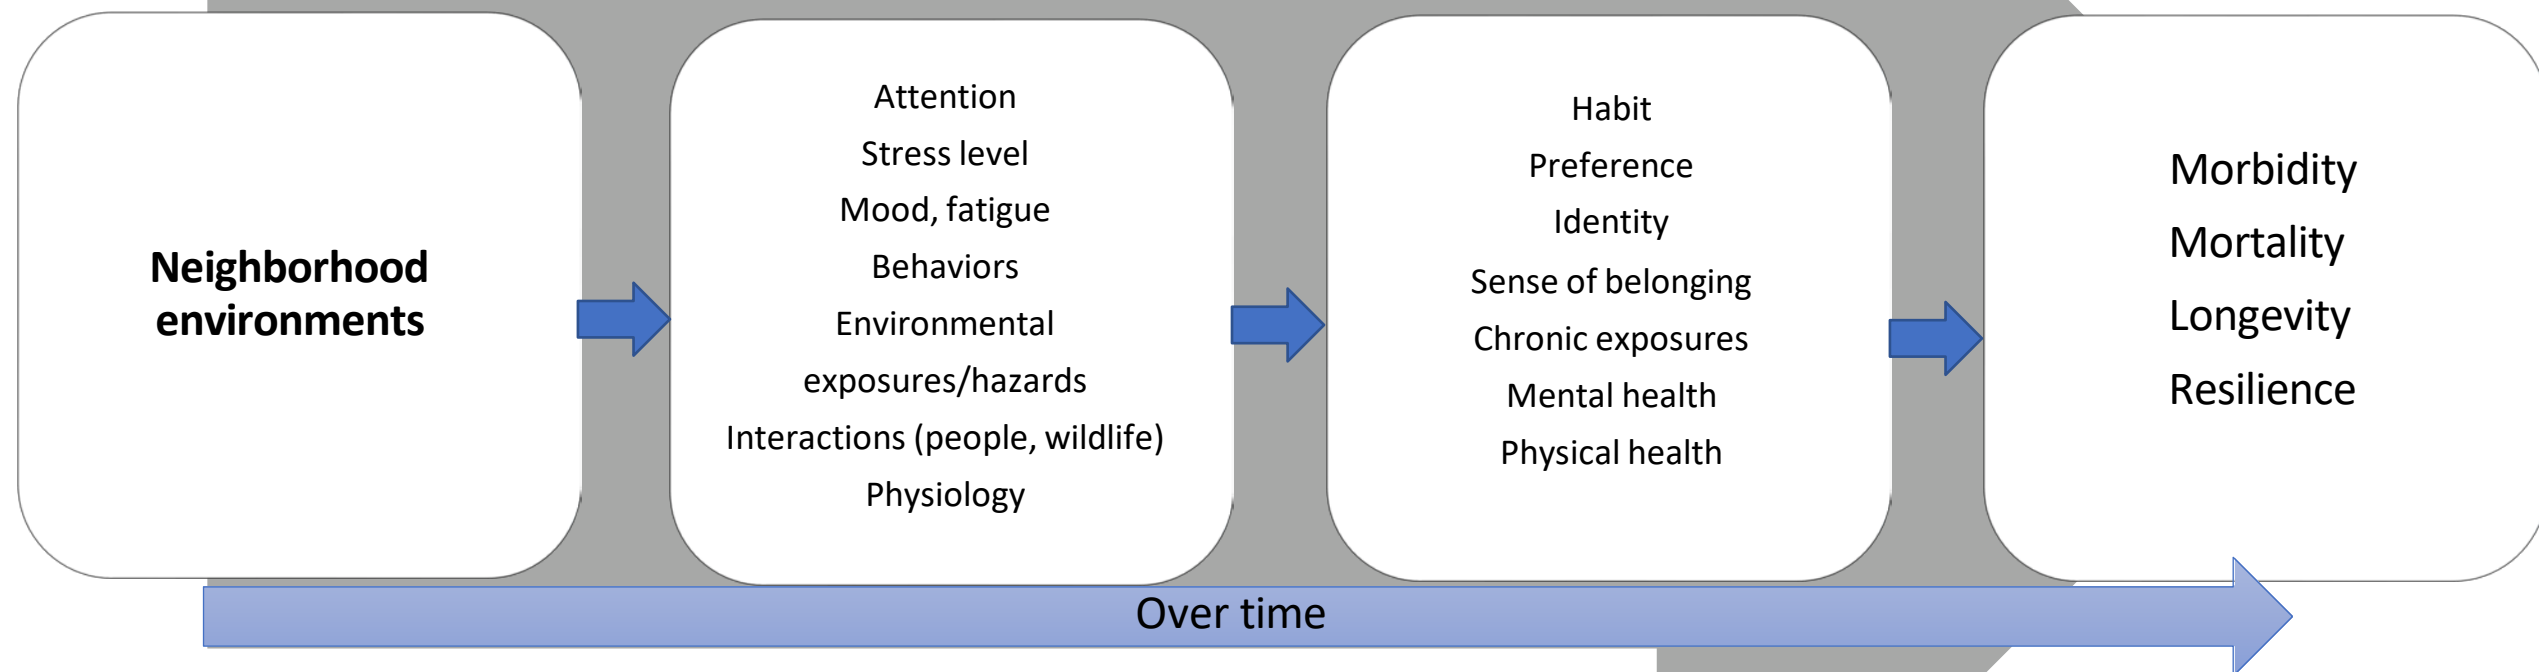 Neighborhood
environments
Attention
Stress level
Mood, fatigue
Behaviors
Environmental
exposures/hazards
Interactions (people, wildlife)
Physiology
Habit
Preference
Identity
Sense of belonging
Chronic exposures
Mental health
Physical health
Morbidity
Mortality
Longevity
Resilience
Over time